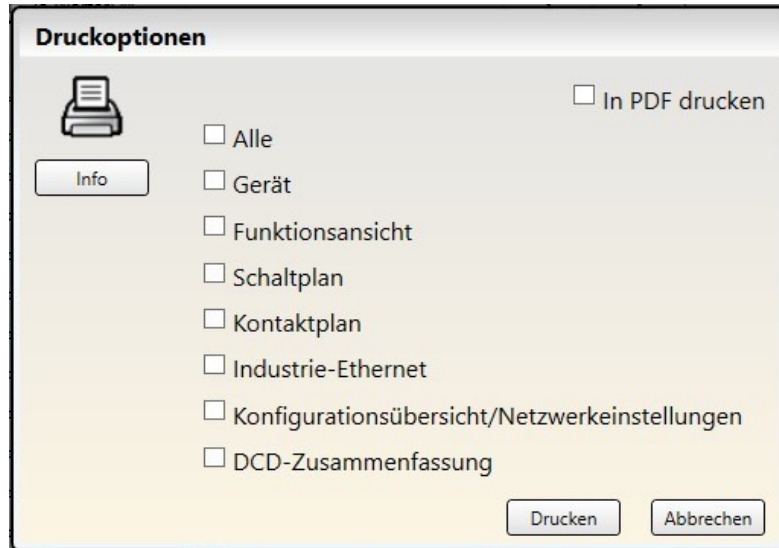 Druckoptionen
In PDF drucken
Alle
Info
Gerät
Funktionsansicht
Schaltplan
Kontaktplan
Industrie-Ethernet
Konfigurationsübersicht/Netzwerkeinstellungen
DCD-Zusammenfassung
Drucken
Abbrechen